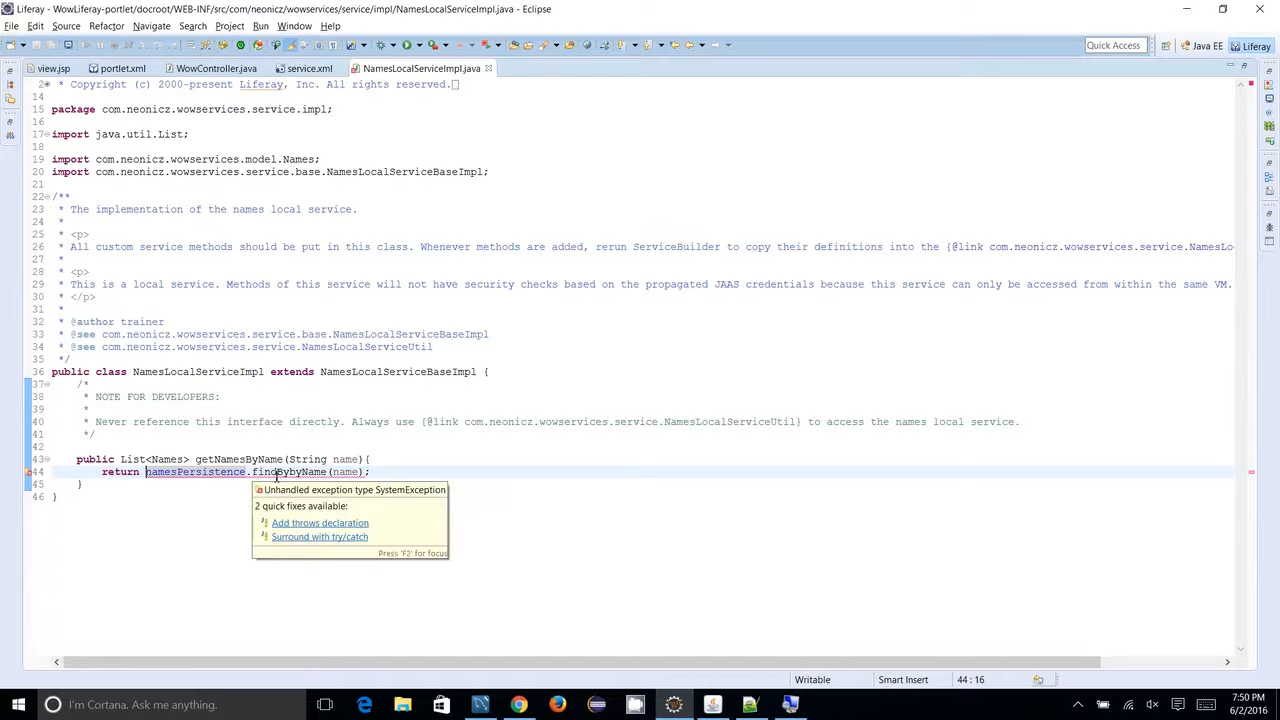 Liferay - WowLiferay-portlet/docroot/WEB-INF/src/com/neonicz/wowservices/service/impl/NamesLocalServiceImpl.java - Eclipse
File Edit Source Refactor Navigate Search Project Run Window Help
Quick Access Java EE Liferay
view.jsp portlet.xml WowController.java service.xml NamesLocalServiceImpl.java
2 * Copyright (c) 2000-present Liferay, Inc. All rights reserved.
14
15 package com.neonicz.wowservices.service.impl;
16
17 import java.util.List;
18
19 import com.neonicz.wowservices.model.Names;
20 import com.neonicz.wowservices.service.base.NamesLocalServiceBaseImpl;
21
22 /**
23 * The implementation of the names local service.
24 *
25 * <p>
26 * All custom service methods should be put in this class. Whenever methods are added, rerun ServiceBuilder to copy their definitions into the {@link com.neonicz.wowservices.service.NamesLo
27 *
28 * <p>
29 * This is a local service. Methods of this service will not have security checks based on the propagated JAAS credentials because this service can only be accessed from within the same VM.
30 * </p>
31 *
32 * @author trainer
33 * @see com.neonicz.wowservices.service.base.NamesLocalServiceBaseImpl
34 * @see com.neonicz.wowservices.service.NamesLocalServiceUtil
35 */
36 public class NamesLocalServiceImpl extends NamesLocalServiceBaseImpl {
37 /*
38 * NOTE FOR DEVELOPERS:
39 *
40 * Never reference this interface directly. Always use {@link com.neonicz.wowservices.service.NamesLocalServiceUtil} to access the names local service.
41 */
42
43 public List<Names> getNamesByName(String name){
44 return namesPersistence.findBybyName(name);
45 }
46 }
Unhandled exception type SystemException
2 quick fixes available:
Add throws declaration
Surround with try/catch
Press 'F2' for focus
Writable Smart Insert 44 : 16
I'm Cortana. Ask me anything.
7:50 PM
6/2/2016